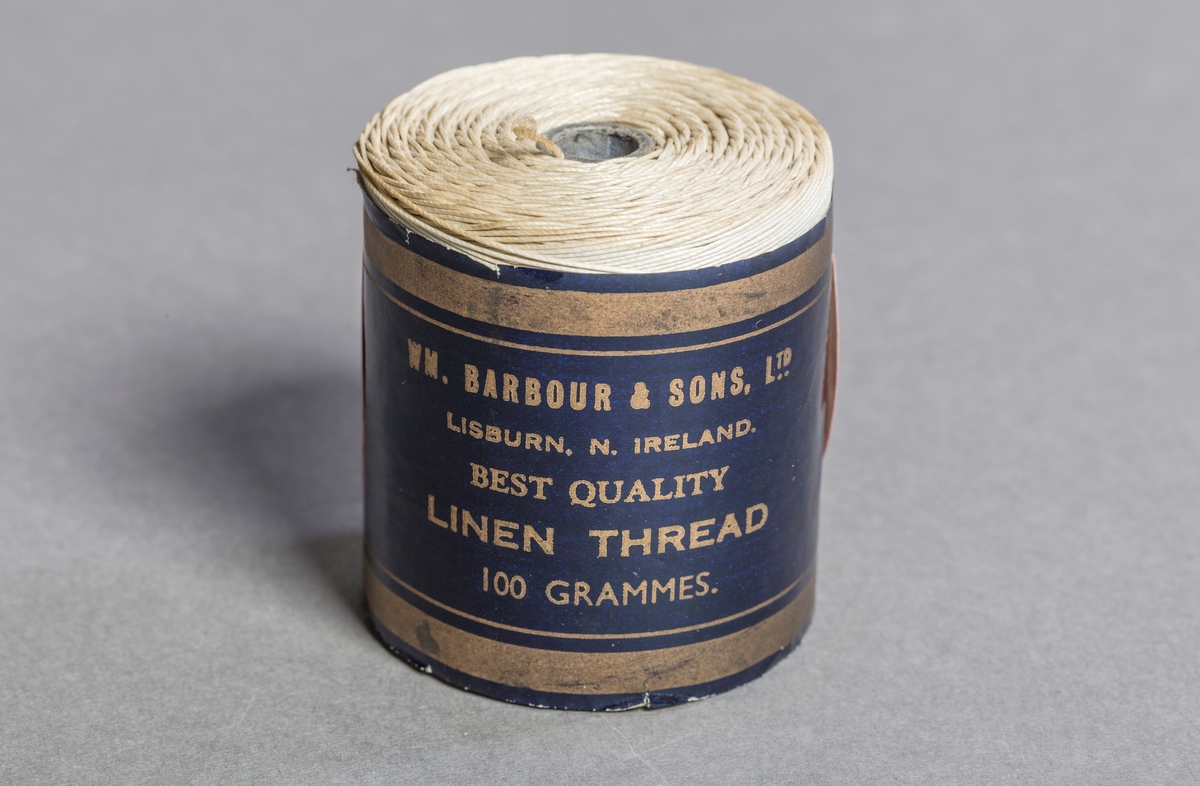 WM. BARBOUR & SONS, LTD.
LISBURN, N. IRELAND.
BEST QUALITY
LINEN THREAD
100 GRAMMES.